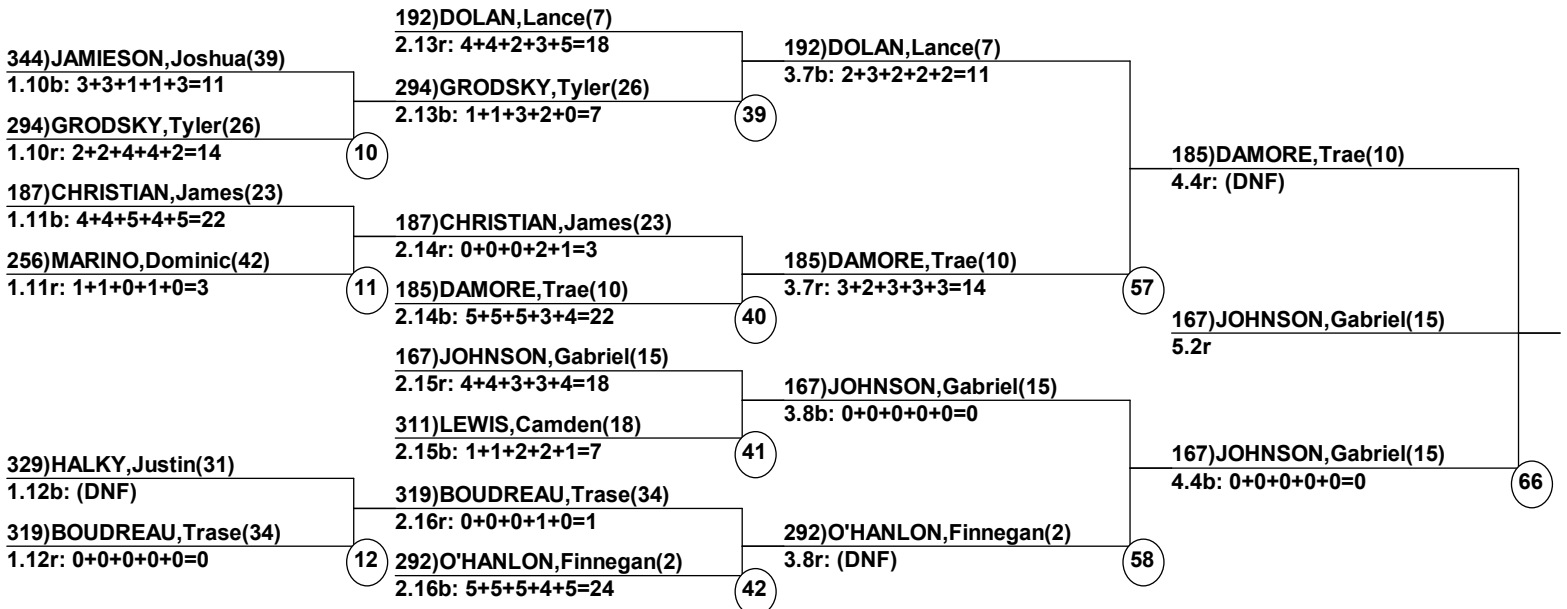 344)JAMIESON,Joshua(39)
1.10b: 3+3+1+1+3=11
294)GRODSKY,Tyler(26)
1.10r: 2+2+4+4+2=14
10
187)CHRISTIAN,James(23)
1.11b: 4+4+5+4+5=22
256)MARINO,Dominic(42)
1.11r: 1+1+0+1+0=3
11
329)HALKY,Justin(31)
1.12b: (DNF)
319)BOUDREAU,Trase(34)
1.12r: 0+0+0+0+0=0
12
192)DOLAN,Lance(7)
2.13r: 4+4+2+3+5=18
294)GRODSKY,Tyler(26)
2.13b: 1+1+3+2+0=7
39
187)CHRISTIAN,James(23)
2.14r: 0+0+0+2+1=3
185)DAMORE,Trae(10)
2.14b: 5+5+5+3+4=22
40
167)JOHNSON,Gabriel(15)
2.15r: 4+4+3+3+4=18
311)LEWIS,Camden(18)
2.15b: 1+1+2+2+1=7
41
319)BOUDREAU,Trase(34)
2.16r: 0+0+0+1+0=1
292)O'HANLON,Finnegan(2)
2.16b: 5+5+5+4+5=24
42
192)DOLAN,Lance(7)
3.7b: 2+3+2+2+2=11
185)DAMORE,Trae(10)
3.7r: 3+2+3+3+3=14
57
167)JOHNSON,Gabriel(15)
3.8b: 0+0+0+0+0=0
292)O'HANLON,Finnegan(2)
3.8r: (DNF)
58
185)DAMORE,Trae(10)
4.4r: (DNF)
167)JOHNSON,Gabriel(15)
5.2r
167)JOHNSON,Gabriel(15)
4.4b: 0+0+0+0+0=0
66